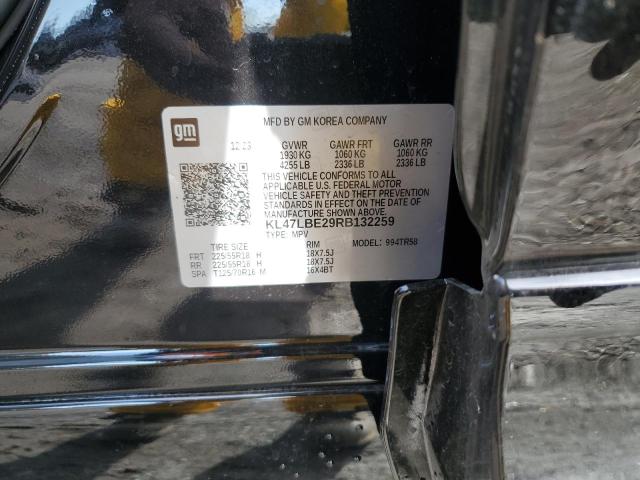 MFD BY GM KOREA COMPANY
gm
12/23 GVWR GAWR FRT GAWR RR
1930 KG 1060 KG 1060 KG
4255 LB 2336 LB 2336 LB
THIS VEHICLE CONFORMS TO ALL
APPLICABLE U.S. FEDERAL MOTOR
VEHICLE SAFETY AND THEFT PREVENTION
STANDARDS IN EFFECT ON THE DATE OF
MANUFACTURE SHOWN ABOVE.
KL47LBE29RB132259
TYPE: MPV MODEL: 994TR58
TIRE SIZE RIM
FRT 225/55R18 H 18X7.5J
RR 225/55R18 H 18X7.5J
SPA T125/70R16 M 16X4BT